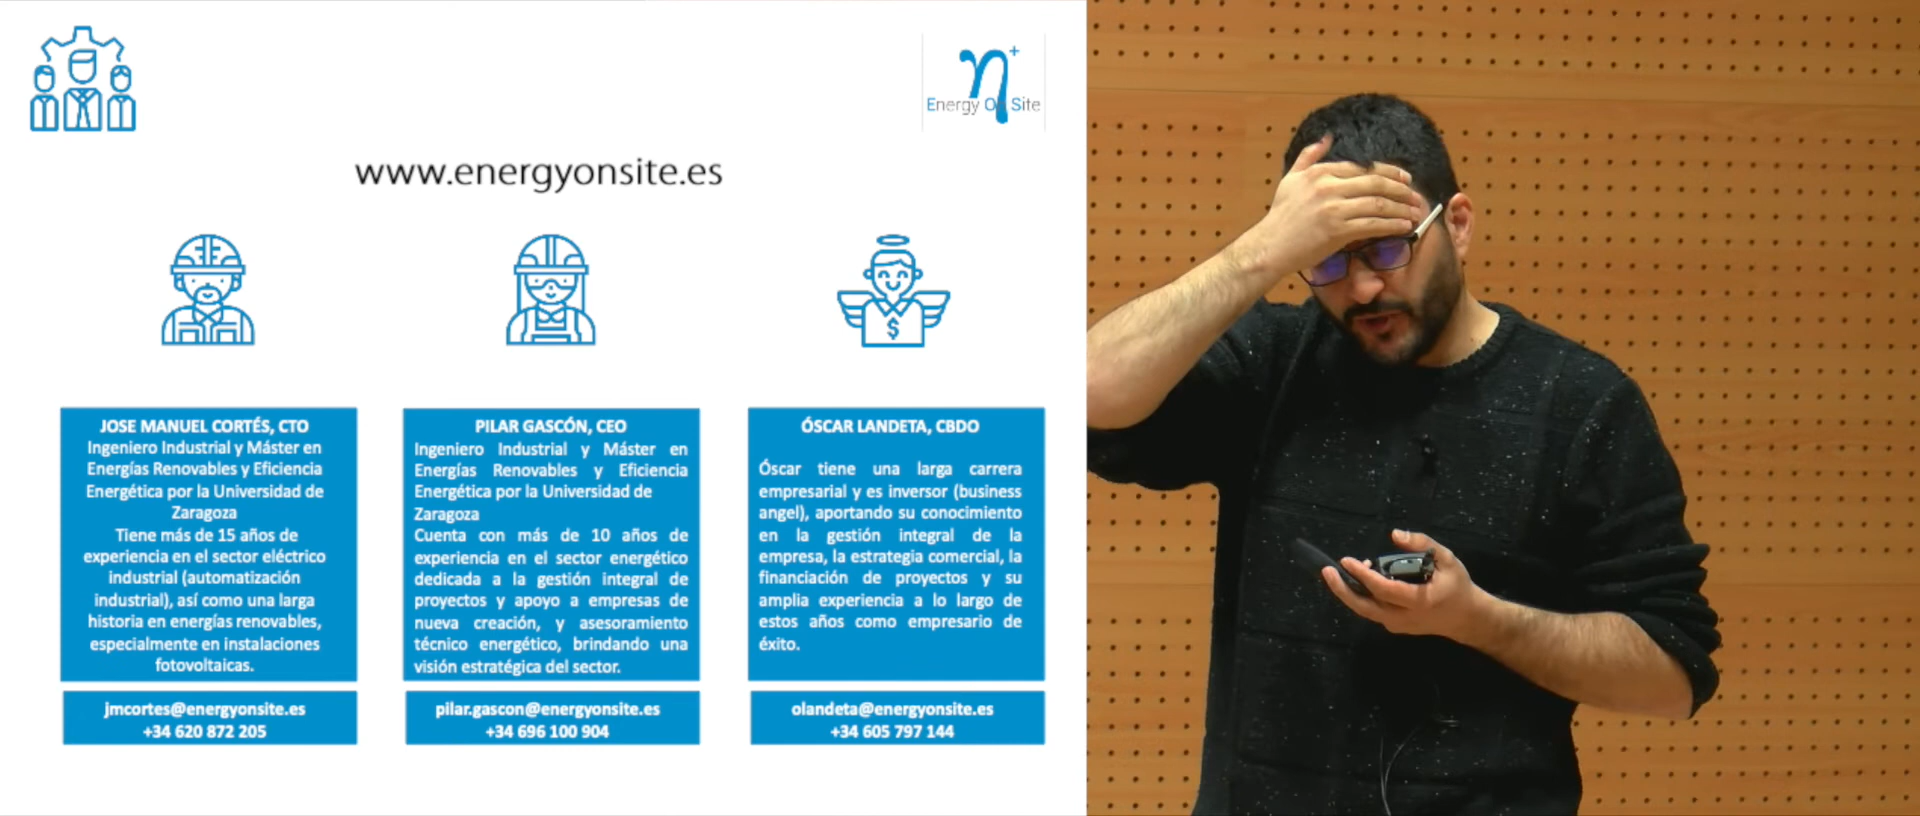 η+
Energy On Site
www.energyonsite.es
$
JOSE MANUEL CORTÉS, CTO
Ingeniero Industrial y Máster en
Energías Renovables y Eficiencia
Energética por la Universidad de
Zaragoza
Tiene más de 15 años de
experiencia en el sector eléctrico
industrial (automatización
industrial), así como una larga
historia en energías renovables,
especialmente en instalaciones
fotovoltaicas.
jmcortes@energyonsite.es
+34 620 872 205
PILAR GASCÓN, CEO
Ingeniero Industrial y Máster en
Energías Renovables y Eficiencia
Energética por la Universidad de
Zaragoza
Cuenta con más de 10 años de
experiencia en el sector energético
dedicada a la gestión integral de
proyectos y apoyo a empresas de
nueva creación, y asesoramiento
técnico energético, brindando una
visión estratégica del sector.
pilar.gascon@energyonsite.es
+34 696 100 904
ÓSCAR LANDETA, CBDO
Óscar tiene una larga carrera
empresarial y es inversor (business
angel), aportando su conocimiento
en la gestión integral de la
empresa, la estrategia comercial, la
financiación de proyectos y su
amplia experiencia a lo largo de
estos años como empresario de
éxito.
olandeta@energyonsite.es
+34 605 797 144